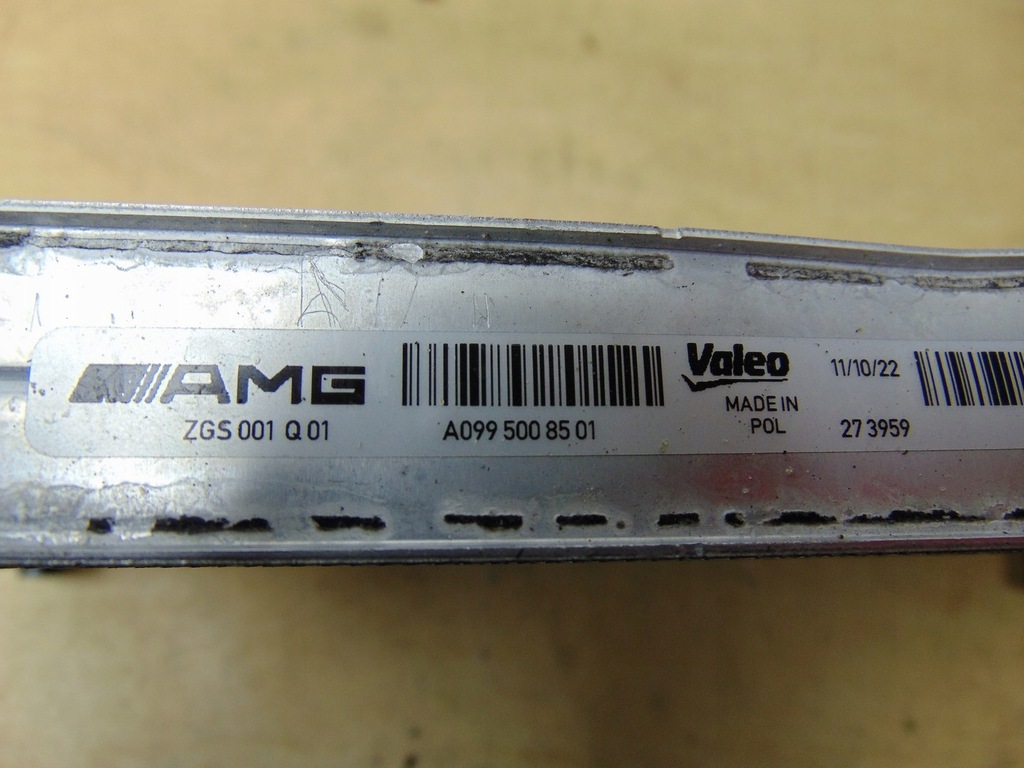 AMG
ZGS 001 Q 01
A099 500 85 01
Valeo
MADE IN
POL
11/10/22
27 3959